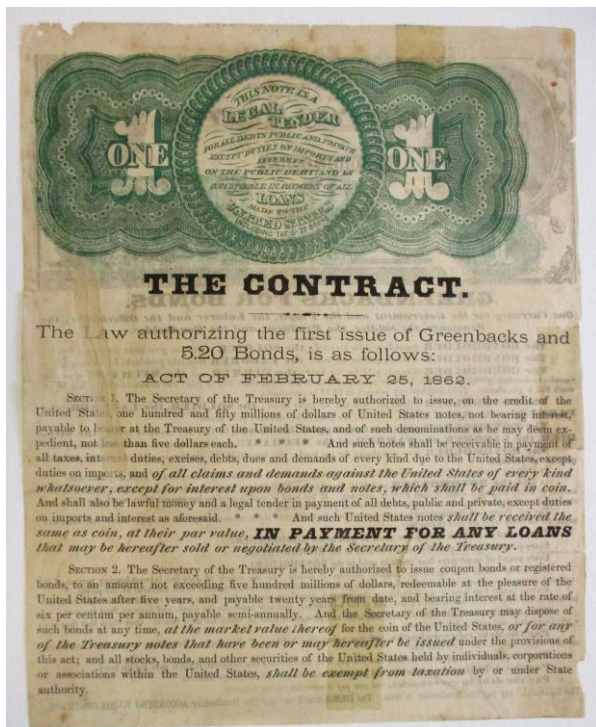 ONE
THIS NOTE IS A
LEGAL
TENDER
FOR ALL DEBTS PUBLIC AND PRIVATE
EXCEPT DUTIES ON IMPORTS AND
INTEREST
ON THE PUBLIC DEBT; AND IS
RECEIVABLE IN PAYMENT OF ALL
LOANS
MADE TO THE
UNITED STATES
INCLUDING THE 5-20 BONDS
ONE
THE CONTRACT.
The Law authorizing the first issue of Greenbacks and
5.20 Bonds, is as follows:
ACT OF FEBRUARY 25, 1862.
SECTION 1. The Secretary of the Treasury is hereby authorized to issue, on the credit of the
United States, one hundred and fifty millions of dollars of United States notes, not bearing interest,
payable to bearer at the Treasury of the United States, and of such denominations as he may deem ex-
pedient, not less than five dollars each. * * * And such notes shall be receivable in payment of
all taxes, internal duties, excises, debts, dues and demands of every kind due to the United States, except
duties on imports, and of all claims and demands against the United States of every kind
whatsoever, except for interest upon bonds and notes, which shall be paid in coin.
And shall also be lawful money and a legal tender in payment of all debts, public and private, except duties
on imports and interest as aforesaid. * * * And such United States notes shall be received the
same as coin, at their par value, IN PAYMENT FOR ANY LOANS
that may be hereafter sold or negotiated by the Secretary of the Treasury.
SECTION 2. The Secretary of the Treasury is hereby authorized to issue coupon bonds or registered
bonds, to an amount not exceeding five hundred millions of dollars, redeemable at the pleasure of the
United States after five years, and payable twenty years from date, and bearing interest at the rate of
six per centum per annum, payable semi-annually. And the Secretary of the Treasury may dispose of
such bonds at any time, at the market value thereof for the coin of the United States, or for any
of the Treasury notes that have been or may hereafter be issued under the provisions of
this act; and all stocks, bonds, and other securities of the United States held by individuals, corporations
or associations within the United States, shall be exempt from taxation by or under State
authority.